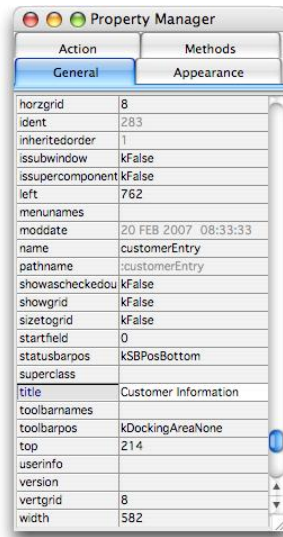 Property Manager
Action Methods
General Appearance
horzgrid 8
ident 283
inheritedorder 1
issubwindow kFalse
issupercomponent kFalse
left 762
menunames
moddate 20 FEB 2007 08:33:33
name customerEntry
pathname :customerEntry
showascheckedou kFalse
showgrid kFalse
sizetogrid kFalse
startfield 0
statusbarpos kSBPosBottom
superclass
title Customer Information
toolbarnames
toolbarpos kDockingAreaNone
top 214
userinfo
version
vertgrid 8
width 582